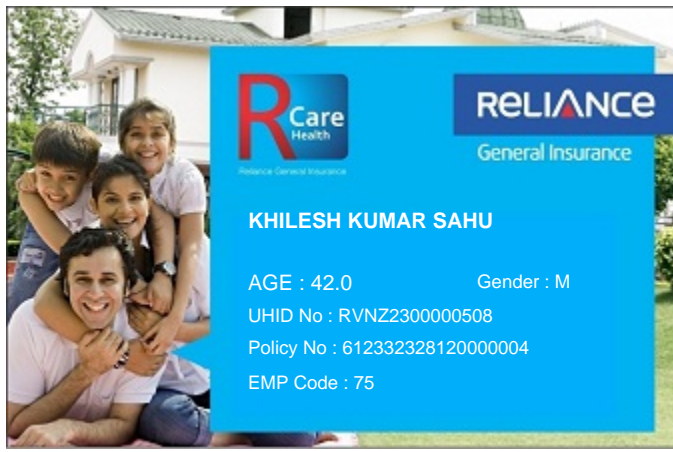 R Care
Health
Reliance General Insurance
RELIANCE
General Insurance
KHILESH KUMAR SAHU
AGE : 42.0
Gender : M
UHID No : RVNZ2300000508
Policy No : 612332328120000004
EMP Code : 75